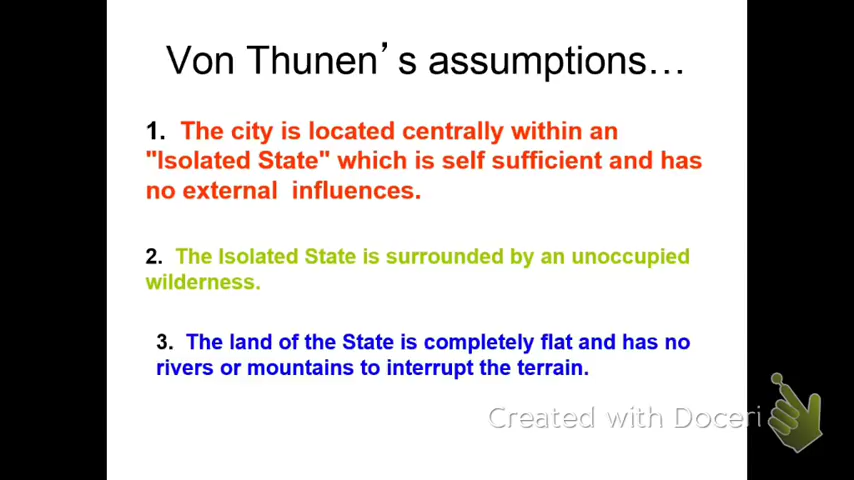 Von Thunen's assumptions...
1. The city is located centrally within an
"Isolated State" which is self sufficient and has
no external influences.
2. The Isolated State is surrounded by an unoccupied
wilderness.
3. The land of the State is completely flat and has no
rivers or mountains to interrupt the terrain.
Created with Doceri